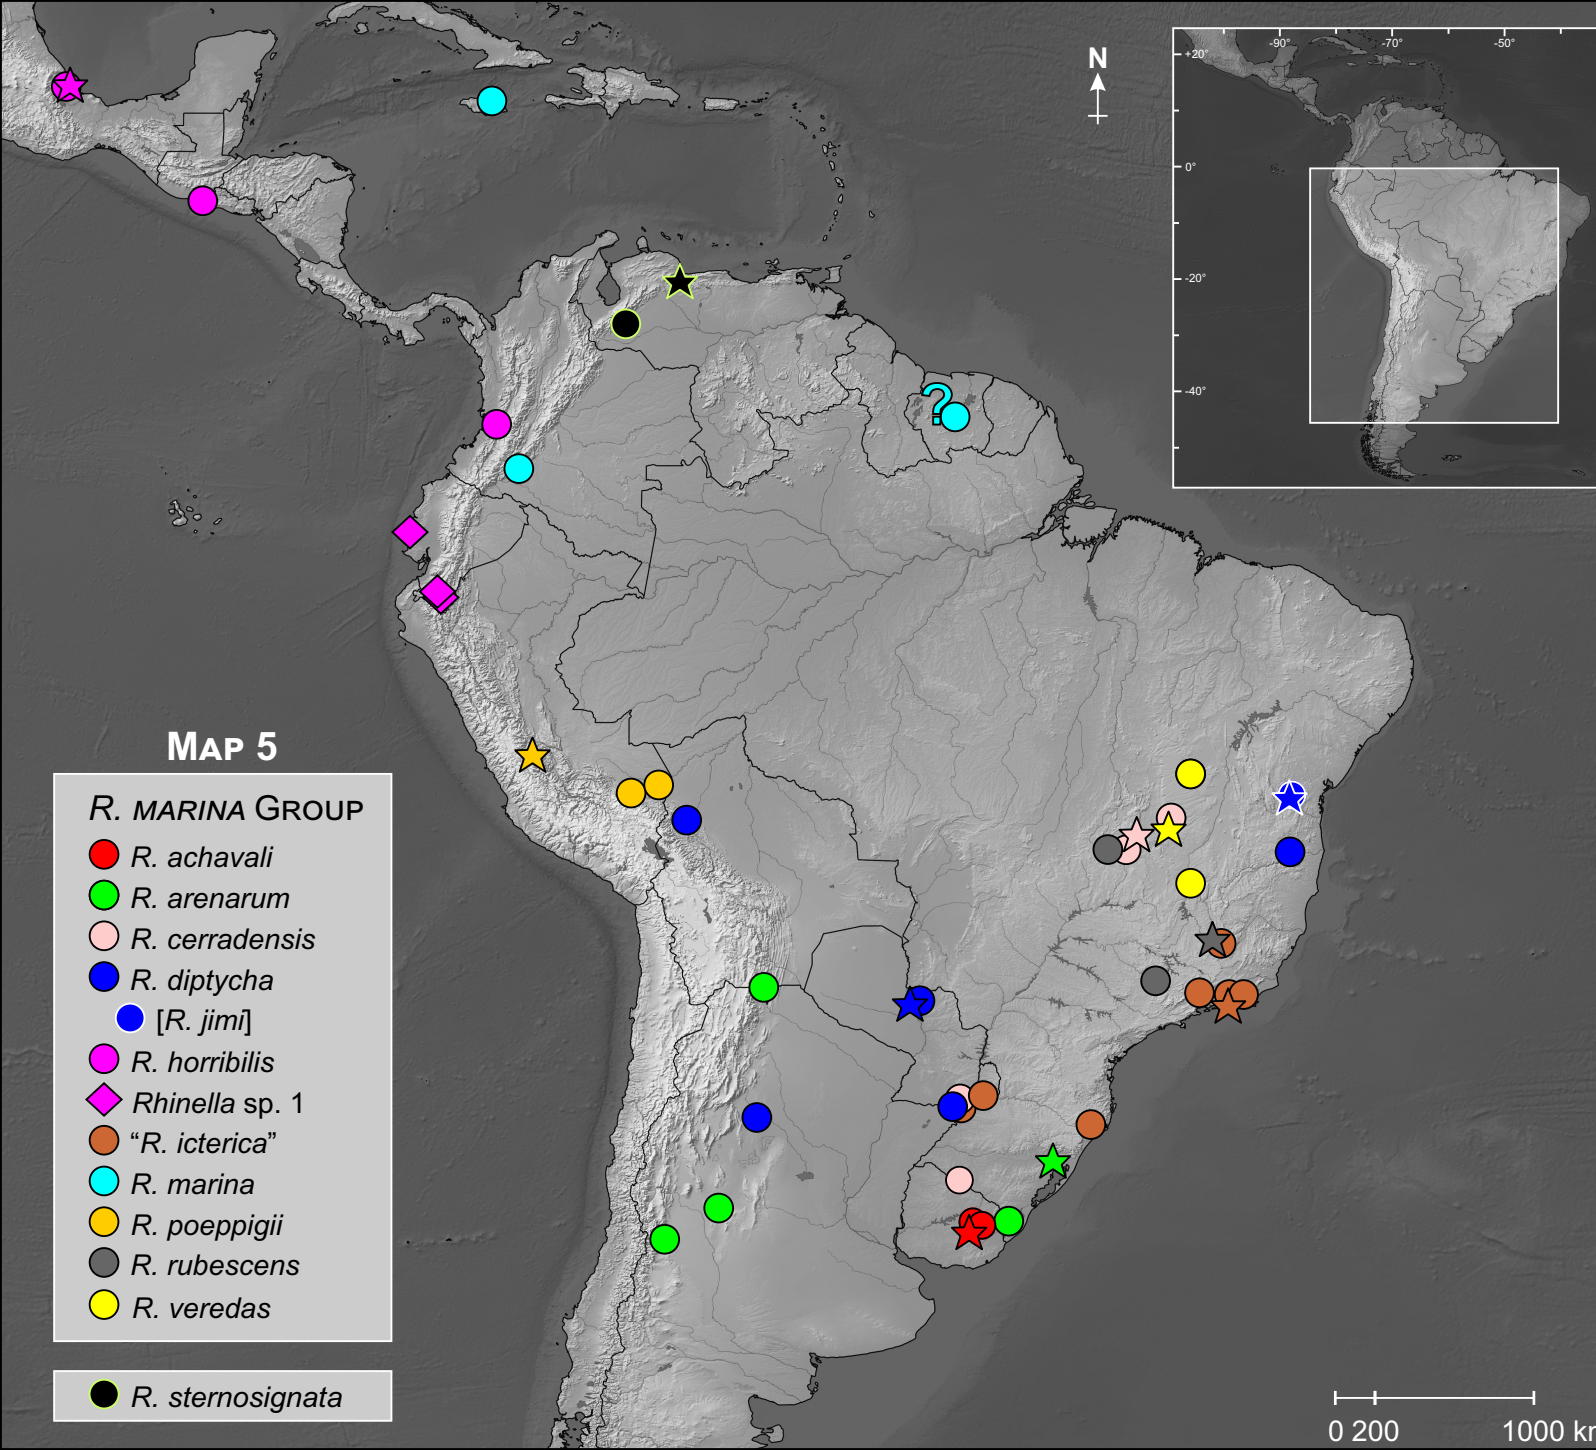 N
-90°
-70°
-50°
+20°
0°
-20°
-40°
?
MAP 5
R. MARINA GROUP
R. achavali
R. arenarum
R. cerradensis
R. diptycha
[R. jimi]
R. horribilis
Rhinella sp. 1
“R. icterica”
R. marina
R. poeppigii
R. rubescens
R. veredas
R. sternosignata
0 200 1000 km